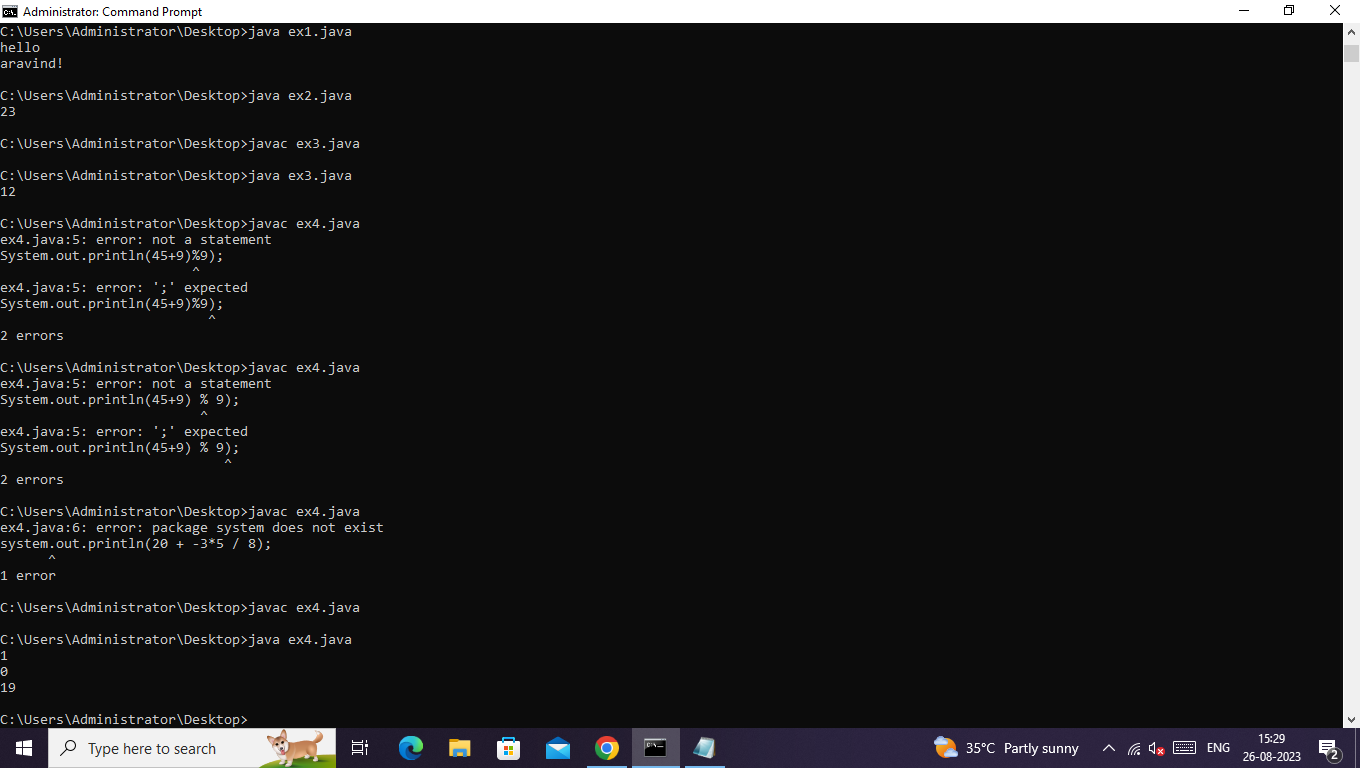 Administrator: Command Prompt
C:\Users\Administrator\Desktop>java ex1.java
hello
aravind!
C:\Users\Administrator\Desktop>java ex2.java
23
C:\Users\Administrator\Desktop>javac ex3.java
C:\Users\Administrator\Desktop>java ex3.java
12
C:\Users\Administrator\Desktop>javac ex4.java
ex4.java:5: error: not a statement
System.out.println(45+9)%9);
^
ex4.java:5: error: ';' expected
System.out.println(45+9)%9);
^
2 errors
C:\Users\Administrator\Desktop>javac ex4.java
ex4.java:5: error: not a statement
System.out.println(45+9) % 9);
^
ex4.java:5: error: ';' expected
System.out.println(45+9) % 9);
^
2 errors
C:\Users\Administrator\Desktop>javac ex4.java
ex4.java:6: error: package system does not exist
system.out.println(20 + -3*5 / 8);
^
1 error
C:\Users\Administrator\Desktop>javac ex4.java
C:\Users\Administrator\Desktop>java ex4.java
1
0
19
C:\Users\Administrator\Desktop>
Type here to search
35°C Partly sunny
ENG
15:29
26-08-2023
2